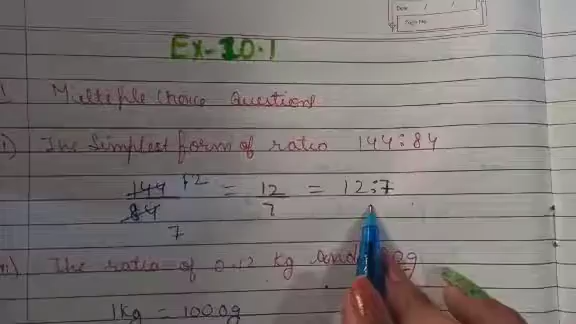 Ex-10.1
1. Multiple choice Questions
i) The Simplest form of ratio 144:84
144 12 = 12 = 12:7
84 7
7
ii) The ratio of 0.12 kg and g
1kg = 1000g